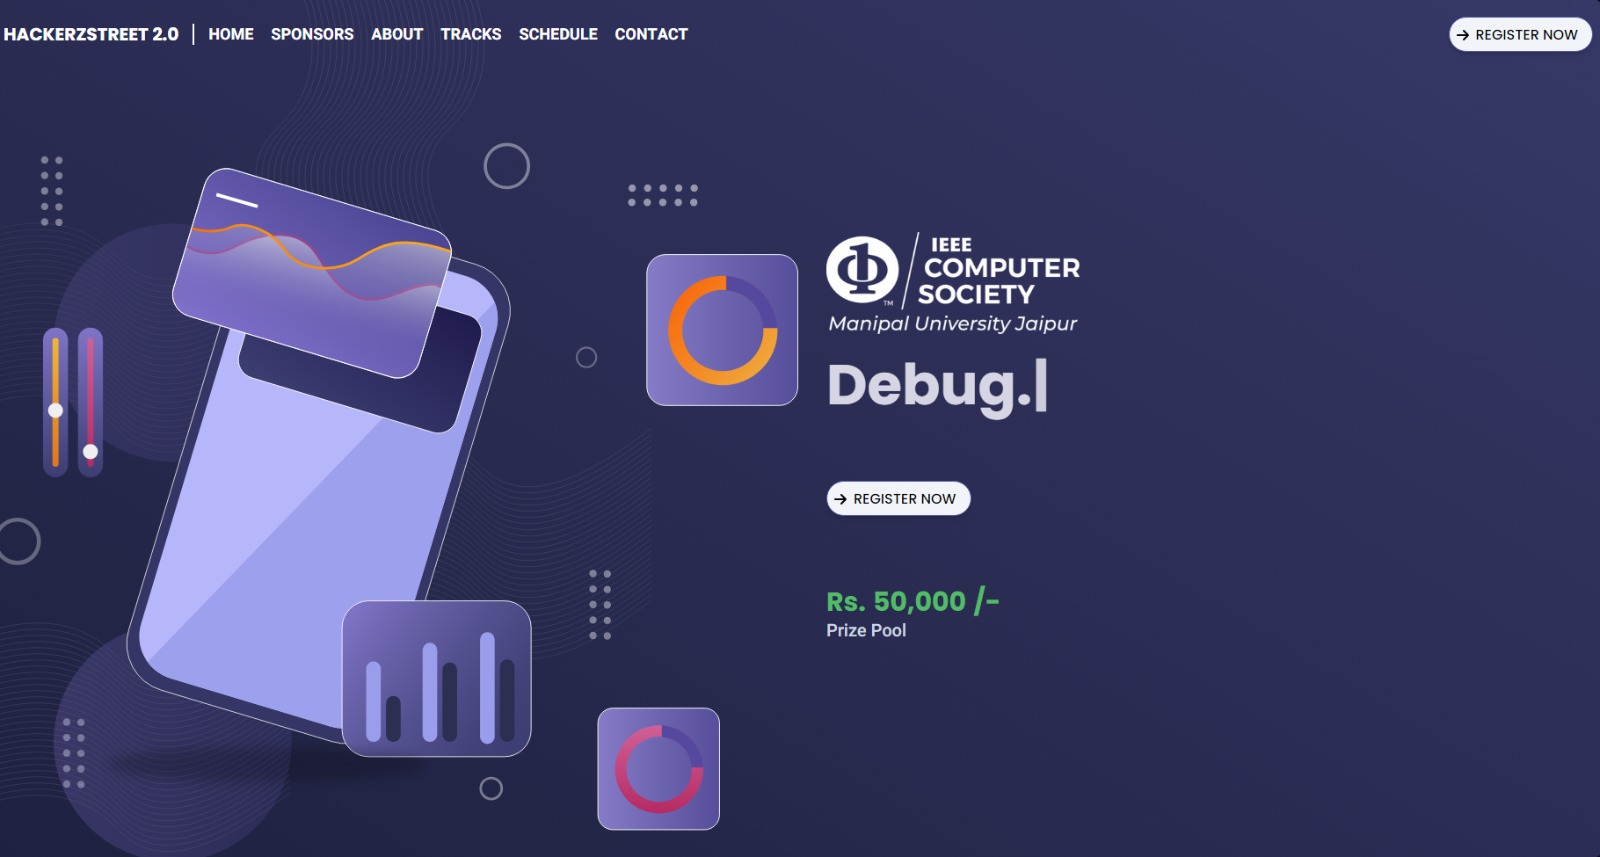 HACKERZSTREET 2.0 | HOME SPONSORS ABOUT TRACKS SCHEDULE CONTACT → REGISTER NOW
IEEE
COMPUTER
SOCIETY
TM
Manipal University Jaipur
Debug.|
→ REGISTER NOW
Rs. 50,000 /-
Prize Pool